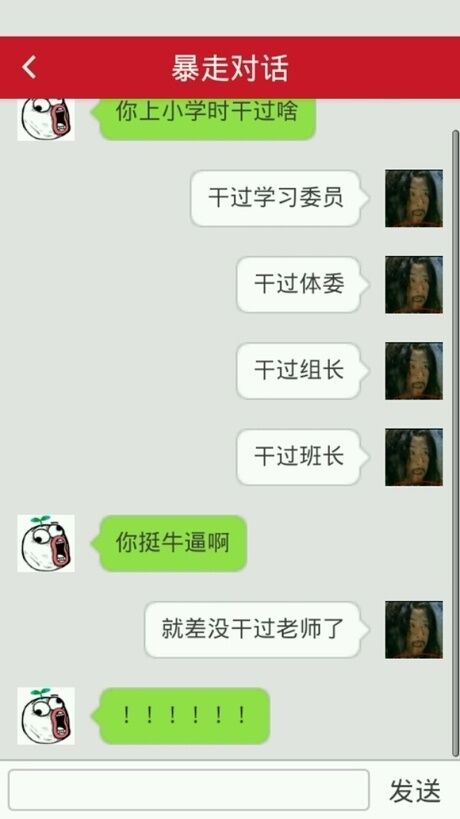 暴走对话
你上小学时干过啥
干过学习委员
干过体委
干过组长
干过班长
你挺牛逼啊
就差没干过老师了
！！！！！！
发送